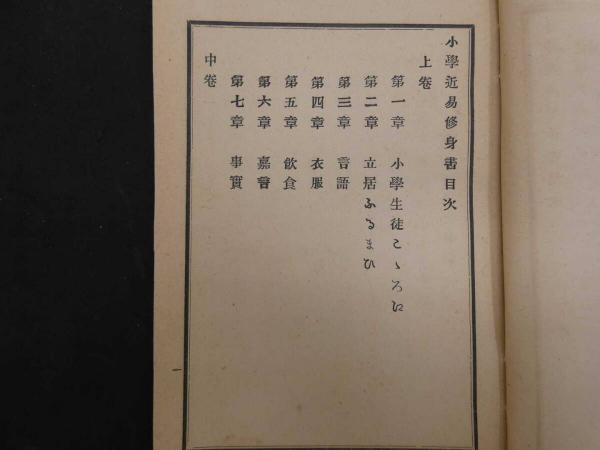 小學近易修身書目次
上卷
第一章 小學生徒こゝろえ
第二章 立居ふるまひ
第三章 言語
第四章 衣服
第五章 飲食
第六章 嘉言
第七章 事實
中卷